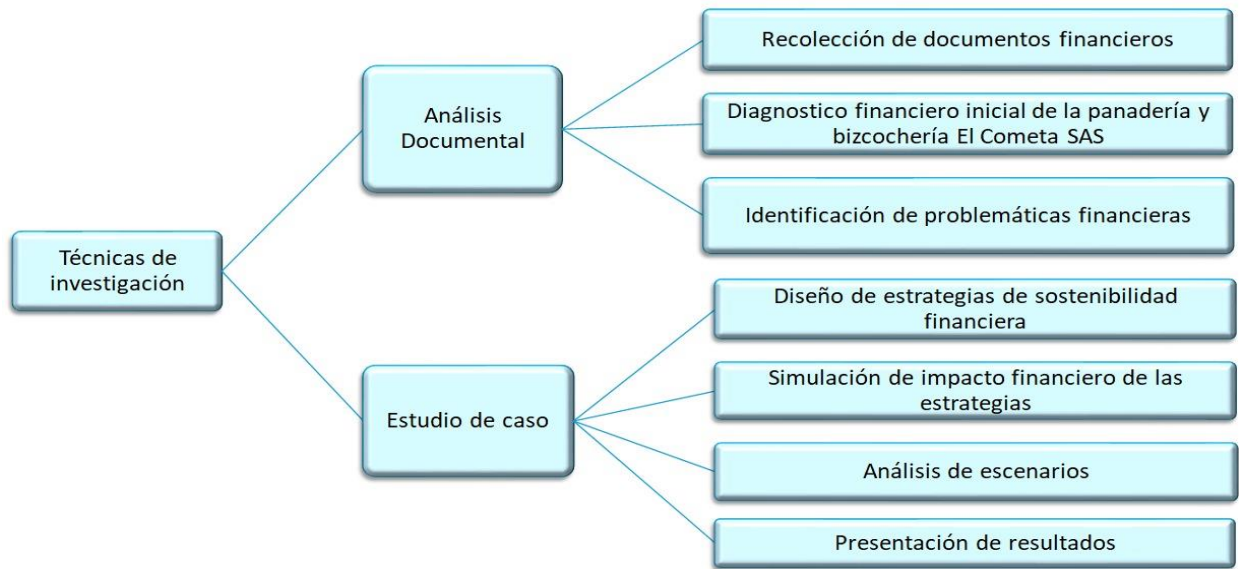 Técnicas de
investigación
Análisis
Documental
Recolección de documentos financieros
Diagnostico financiero inicial de la panadería y
bizcochería El Cometa SAS
Identificación de problemáticas financieras
Estudio de caso
Diseño de estrategias de sostenibilidad
financiera
Simulación de impacto financiero de las
estrategias
Análisis de escenarios
Presentación de resultados